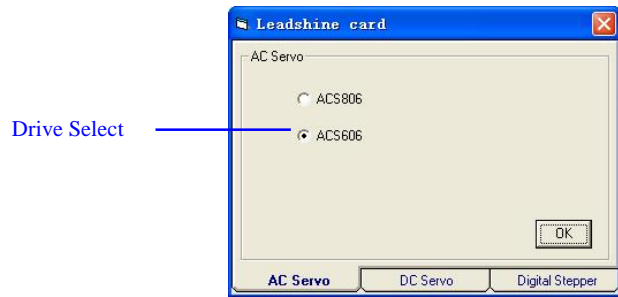 Leadshine card
AC Servo
ACS806
Drive Select
ACS606
OK
AC Servo DC Servo Digital Stepper